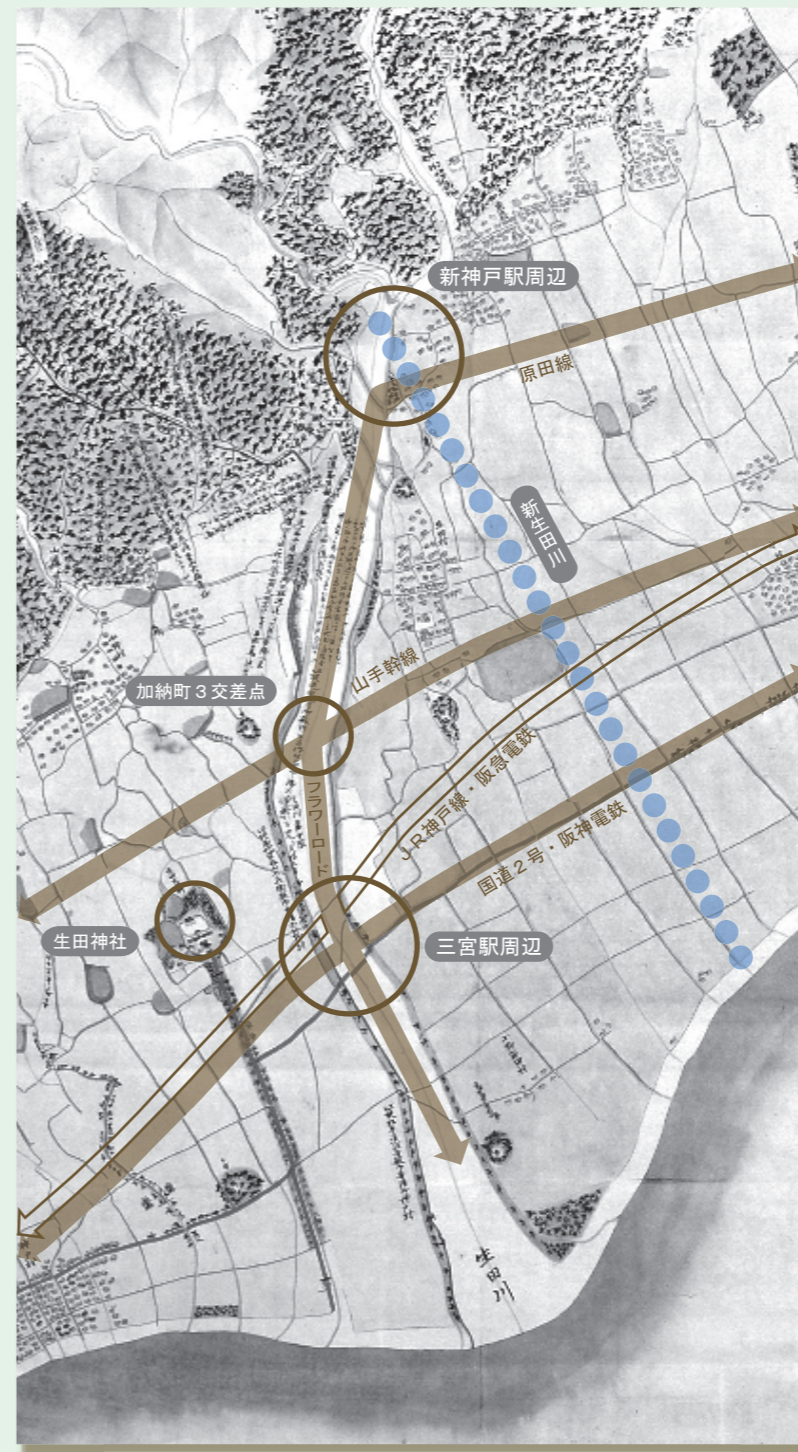 新神戸駅周辺
原田線
新生田川
山手幹線
加納町３交差点
フラワーロード
JR神戸線・阪急電鉄
国道２号・阪神電鉄
生田神社
三宮駅周辺
生田川